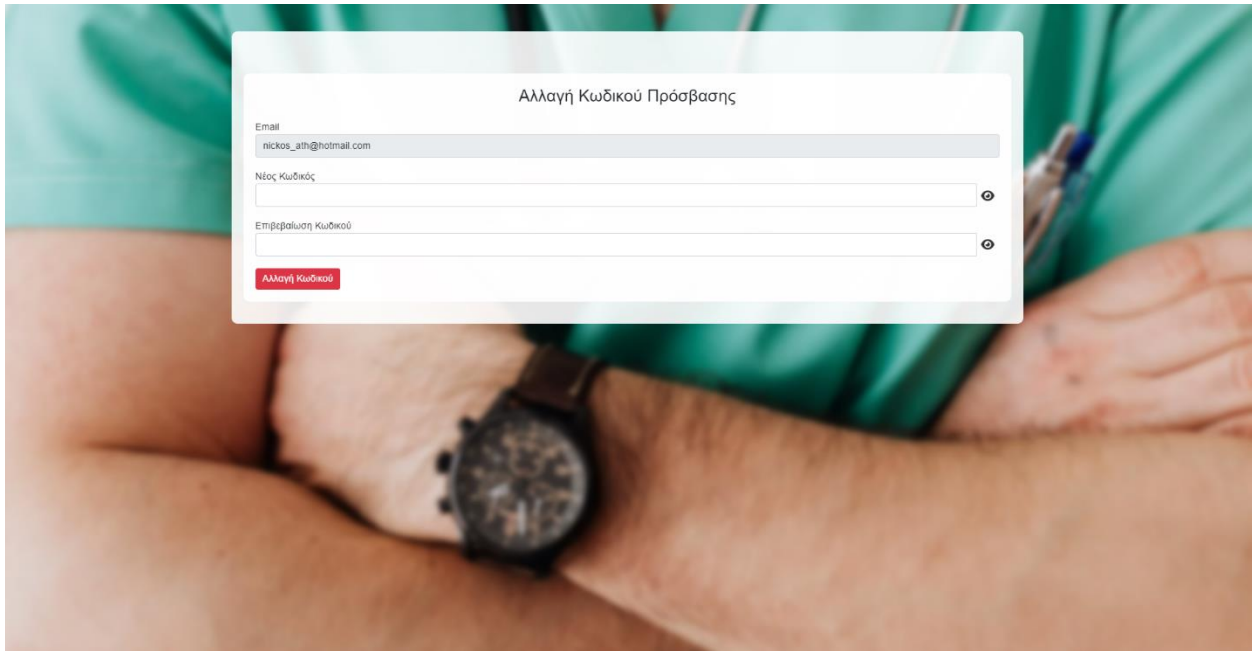 Αλλαγή Κωδικού Πρόσβασης
Email
nickos_ath@hotmail.com
Νέος Κωδικός
Επιβεβαίωση Κωδικού
Αλλαγή Κωδικού